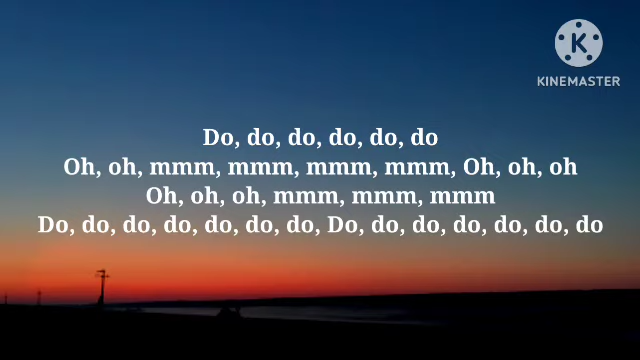 KINEMASTER
Do, do, do, do, do, do
Oh, oh, mmm, mmm, mmm, mmm, Oh, oh, oh
Oh, oh, oh, mmm, mmm, mmm
Do, do, do, do, do, do, do, Do, do, do, do, do, do, do